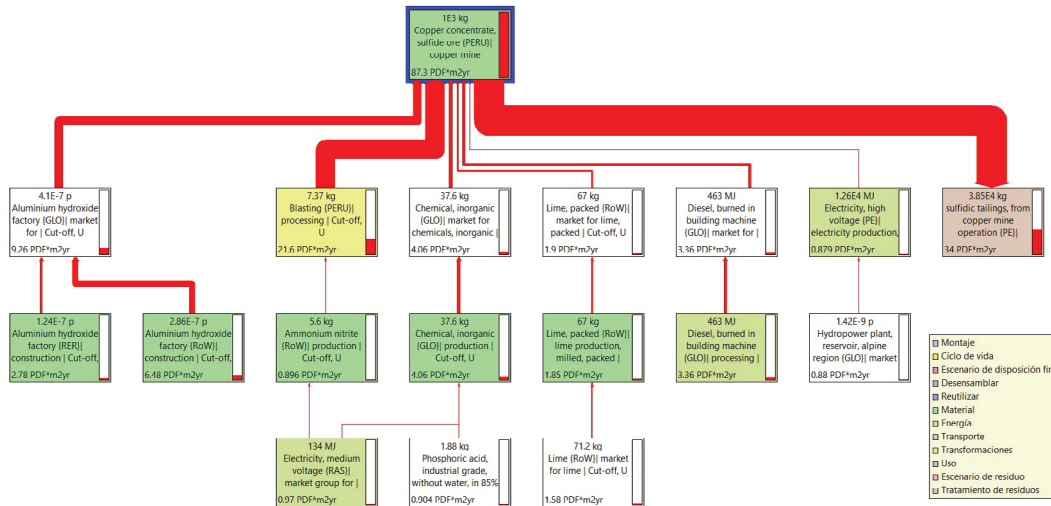 1E3 kg
Copper concentrate,
sulfide ore {PERU}|
copper mine
87.3 PDF*m2yr
4.1E-7 p
Aluminium hydroxide
factory {GLO}| market
for | Cut-off, U
9.26 PDF*m2yr
7.37 kg
Blasting {PERU}|
processing | Cut-off,
U
21.6 PDF*m2yr
37.6 kg
Chemical, inorganic
{GLO}| market for
chemicals, inorganic |
4.06 PDF*m2yr
67 kg
Lime, packed {RoW}|
market for lime,
packed | Cut-off, U
1.9 PDF*m2yr
463 MJ
Diesel, burned in
building machine
{GLO}| market for |
3.36 PDF*m2yr
1.26E4 MJ
Electricity, high
voltage {PE}|
electricity production,
0.879 PDF*m2yr
3.85E4 kg
sulfidic tailings, from
copper mine
operation {PE}|
34 PDF*m2yr
1.24E-7 p
Aluminium hydroxide
factory {RER}|
construction | Cut-off,
2.78 PDF*m2yr
2.86E-7 p
Aluminium hydroxide
factory {RoW}|
construction | Cut-off,
6.48 PDF*m2yr
5.6 kg
Ammonium nitrite
{RoW}| production |
Cut-off, U
0.896 PDF*m2yr
37.6 kg
Chemical, inorganic
{GLO}| production |
Cut-off, U
4.06 PDF*m2yr
67 kg
Lime, packed {RoW}|
lime production,
milled, packed |
1.85 PDF*m2yr
463 MJ
Diesel, burned in
building machine
{GLO}| processing |
3.36 PDF*m2yr
1.42E-9 p
Hydropower plant,
reservoir, alpine
region {GLO}| market
0.88 PDF*m2yr
134 MJ
Electricity, medium
voltage {RAS}|
market group for |
0.97 PDF*m2yr
1.88 kg
Phosphoric acid,
industrial grade,
without water, in 85%
0.904 PDF*m2yr
71.2 kg
Lime {RoW}| market
for lime | Cut-off, U
1.58 PDF*m2yr
Montaje
Ciclo de vida
Escenario de disposición fin
Desensamblar
Reutilizar
Material
Energía
Transporte
Transformaciones
Uso
Escenario de residuo
Tratamiento de residuos